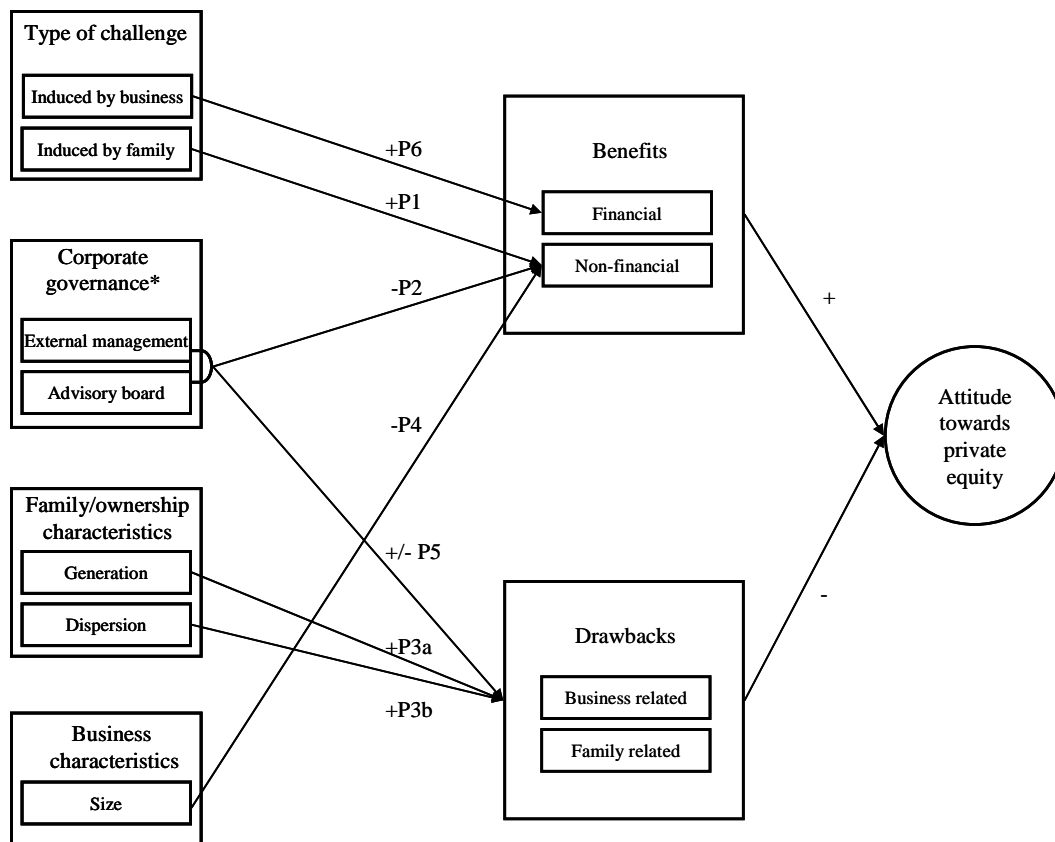 Type of challenge
Induced by business
Induced by family
Corporate
governance*
External management
Advisory board
Family/ownership
characteristics
Generation
Dispersion
Business
characteristics
Size
+P6
+P1
-P2
-P4
+/- P5
+P3a
+P3b
Benefits
Financial
Non-financial
Drawbacks
Business related
Family related
+
-
Attitude
towards
private
equity